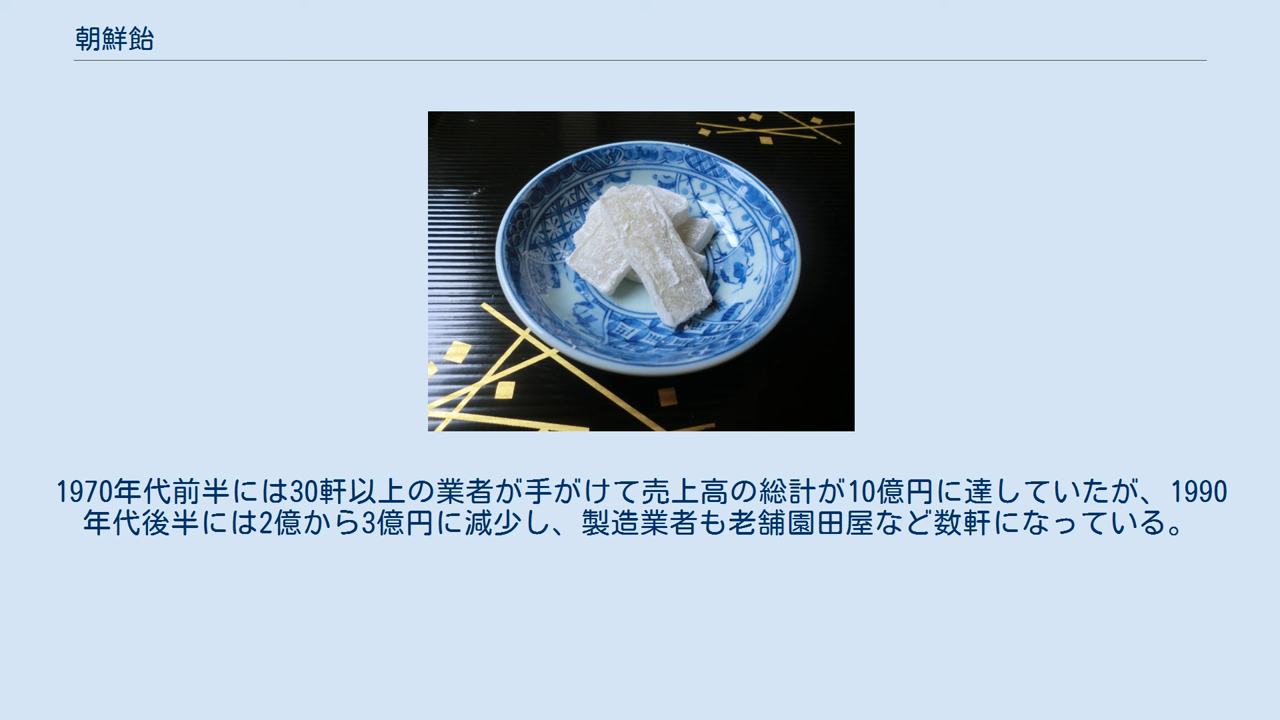 朝鮮飴
1970年代前半には30軒以上の業者が手がけて売上高の総計が10億円に達していたが、1990
年代後半には2億から3億円に減少し、製造業者も老舗園田屋など数軒になっている。